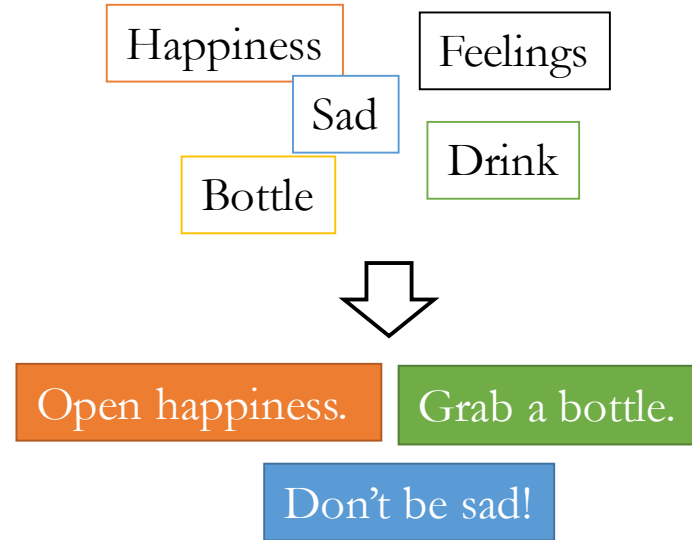 Happiness
Feelings
Sad
Drink
Bottle
Open happiness.
Grab a bottle.
Don't be sad!